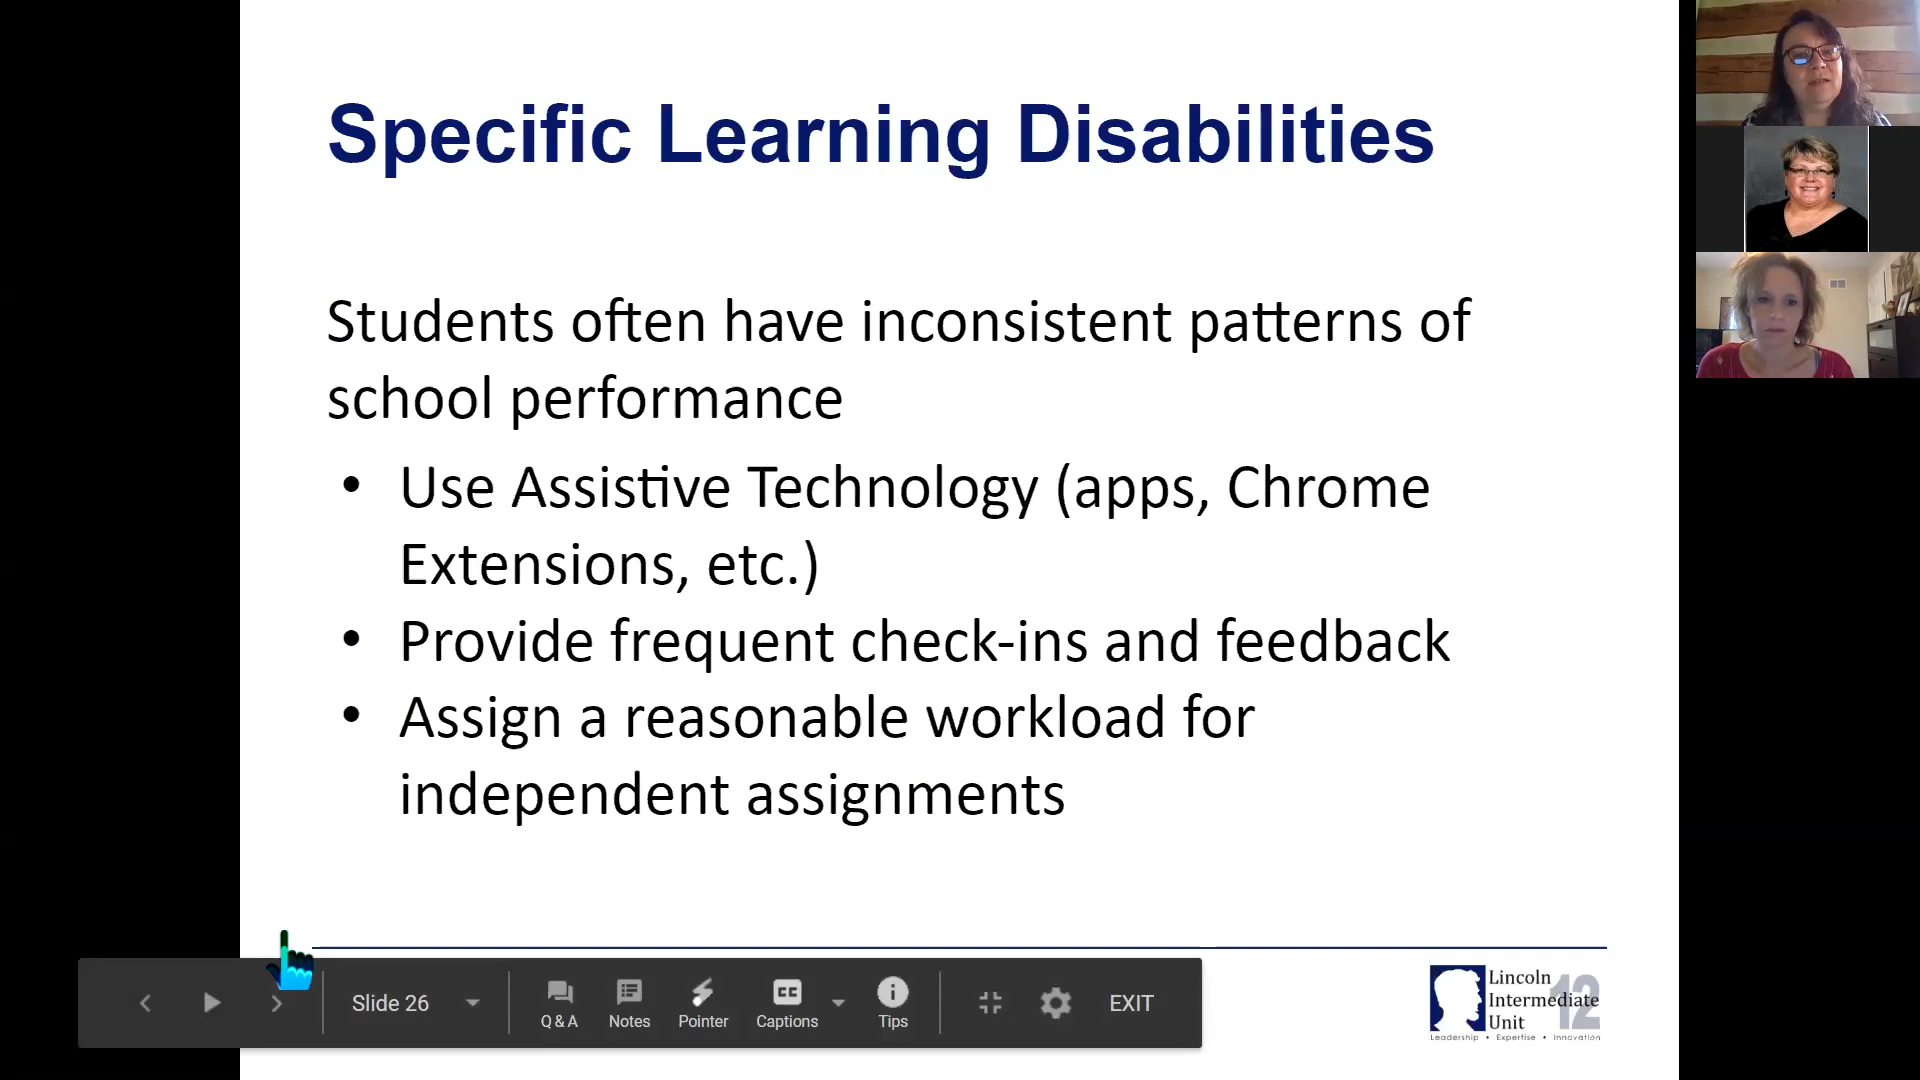 Specific Learning Disabilities
Students often have inconsistent patterns of
school performance
• Use Assistive Technology (apps, Chrome
Extensions, etc.)
• Provide frequent check-ins and feedback
• Assign a reasonable workload for
independent assignments
Slide 26
Q & A
Notes
Pointer
CC
Captions
Tips
EXIT
Lincoln
Intermediate
Unit
12
Leadership • Expertise • Innovation